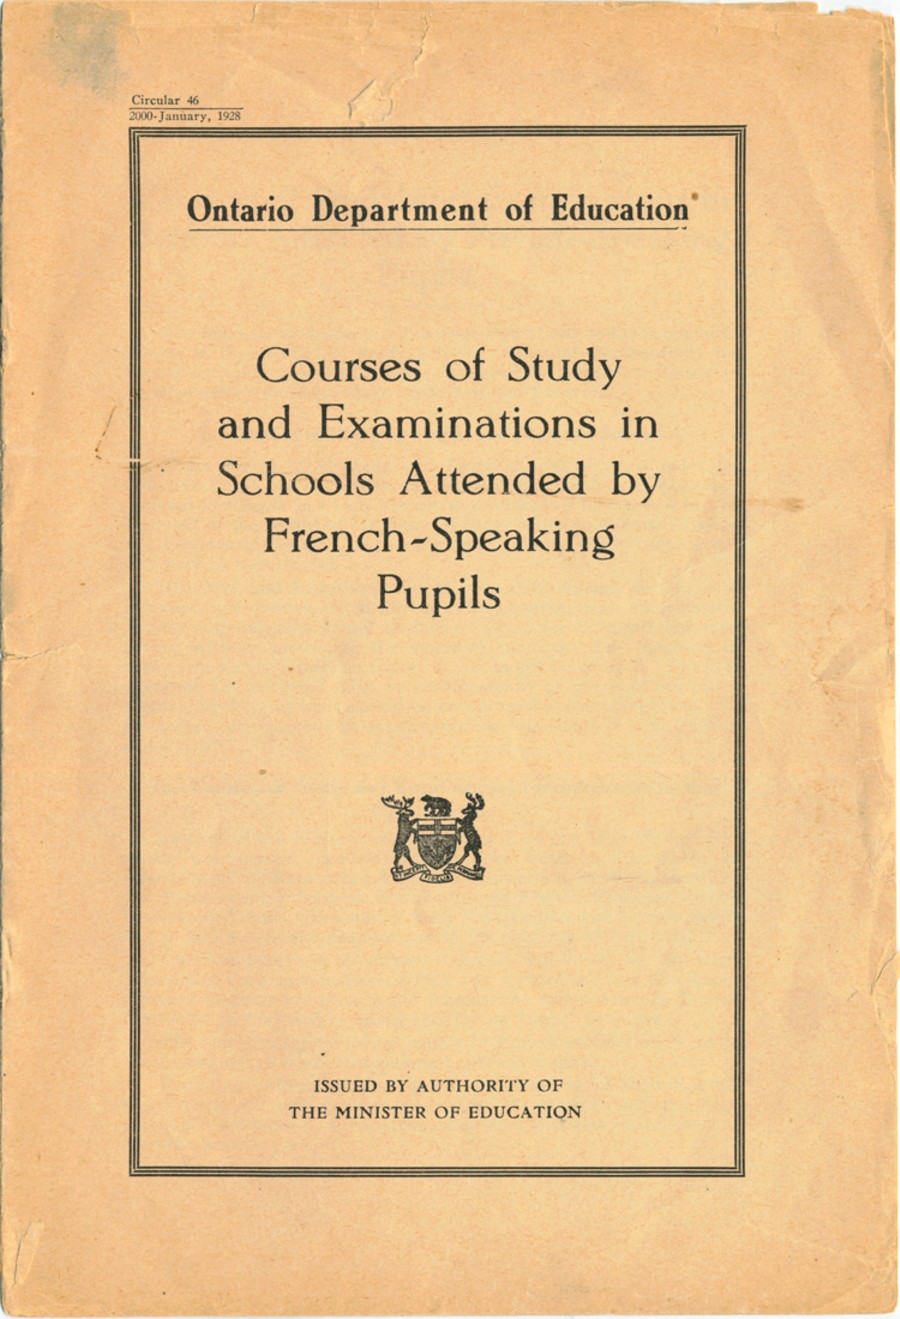 Circular 46
2000-January, 1928
Ontario Department of Education
Courses of Study
and Examinations in
Schools Attended by
French-Speaking
Pupils
FIDELIS
ISSUED BY AUTHORITY OF
THE MINISTER OF EDUCATION